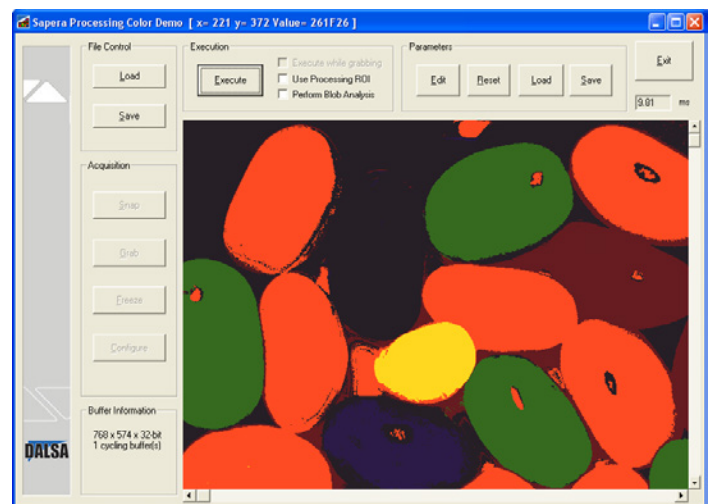 Sapera Processing Color Demo [ x= 221 y= 372 Value= 261F26 ]
File Control
Load
Save
Execution
Execute
Execute while grabbing
Use Processing ROI
Perform Blob Analysis
Parameters
Edit
Reset
Load
Save
Exit
9.81 ms
Acquisition
Snap
Grab
Freeze
Configure
Buffer Information
768 x 574 x 32-bit
1 cycling buffer(s)
DALSA